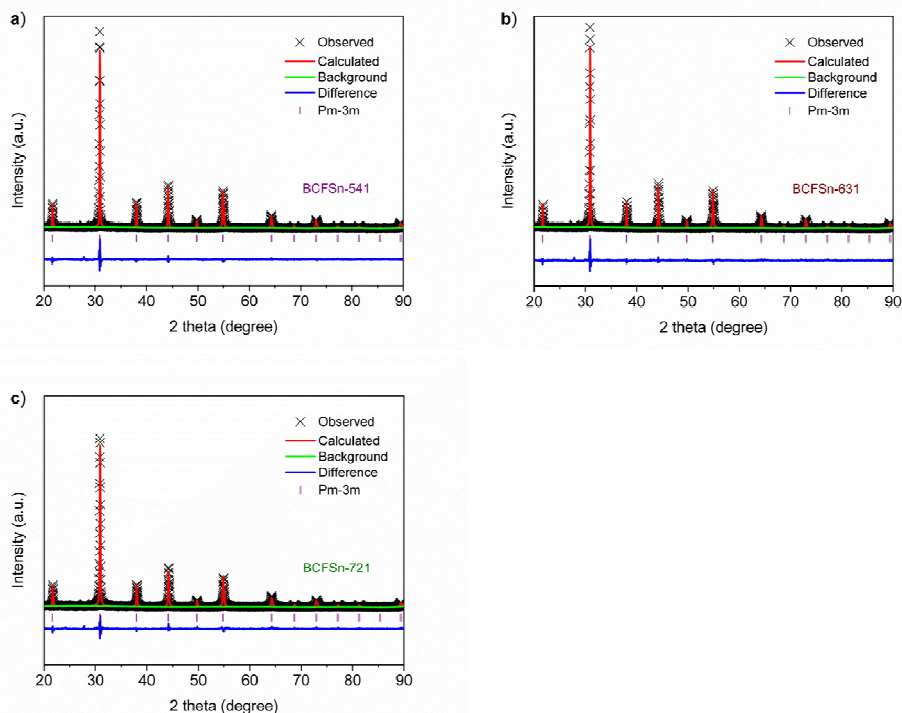 a)
Observed
Calculated
Background
Difference
Pm-3m
BCFSn-541
Intensity (a.u.)
20 30 40 50 60 70 80 90
2 theta (degree)
b)
Observed
Calculated
Background
Difference
Pm-3m
BCFSn-631
Intensity (a.u.)
20 30 40 50 60 70 80 90
2 theta (degree)
c)
Observed
Calculated
Background
Difference
Pm-3m
BCFSn-721
Intensity (a.u.)
20 30 40 50 60 70 80 90
2 theta (degree)